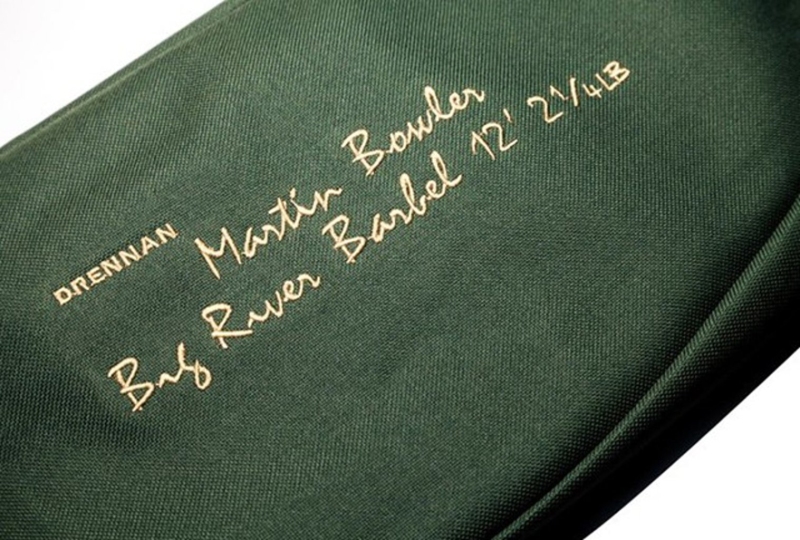 DRENNAN Martin Bowler
Big River Barbel 12' 2¼LB